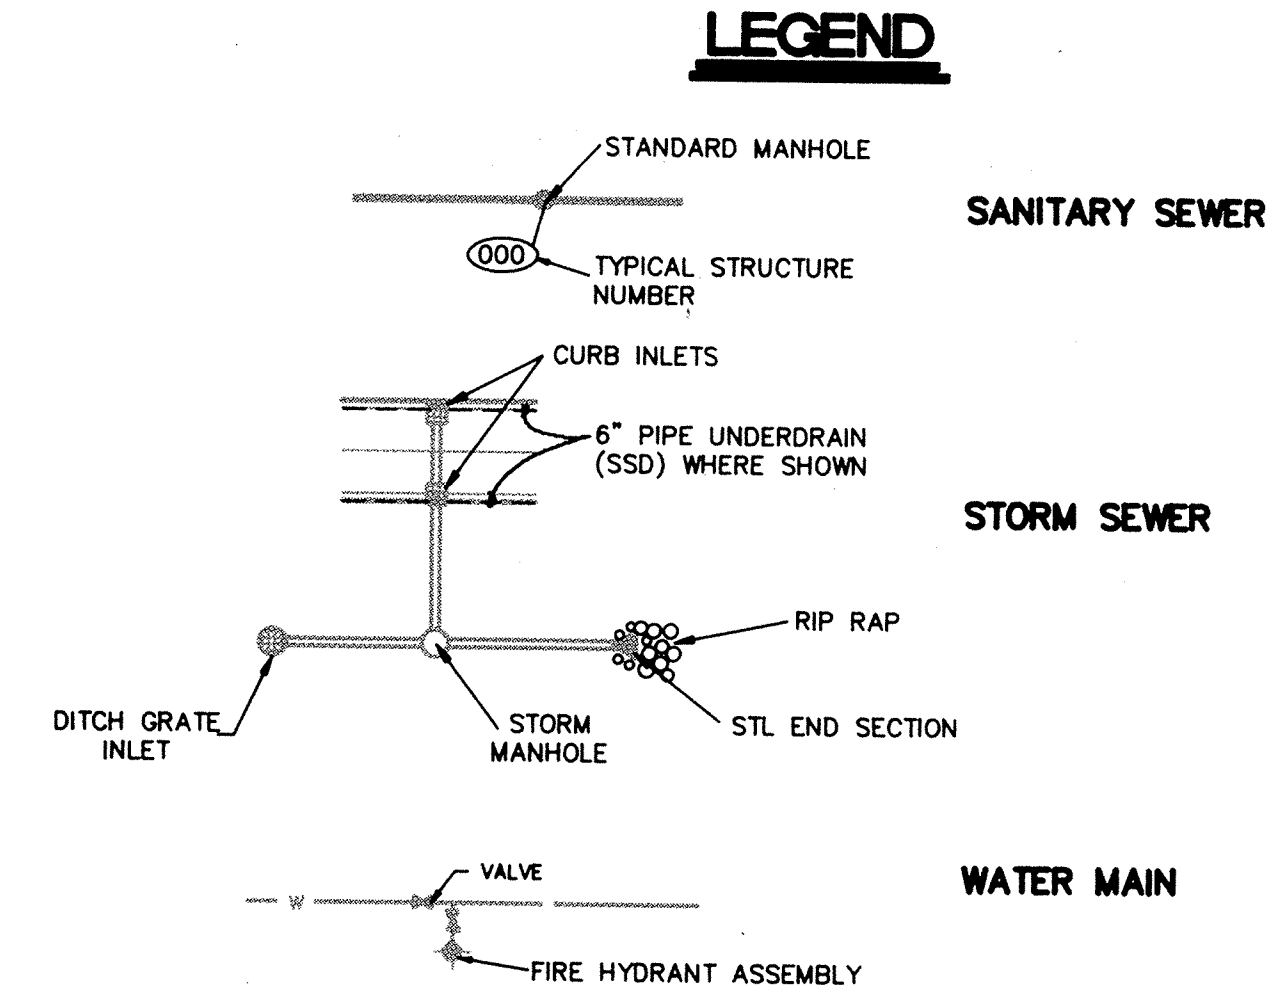 LEGEND
STANDARD MANHOLE
SANITARY SEWER
000
TYPICAL STRUCTURE
NUMBER
CURB INLETS
6" PIPE UNDERDRAIN
(SSD) WHERE SHOWN
STORM SEWER
RIP RAP
DITCH GRATE
INLET
STORM
MANHOLE
STL END SECTION
VALVE
WATER MAIN
W
FIRE HYDRANT ASSEMBLY